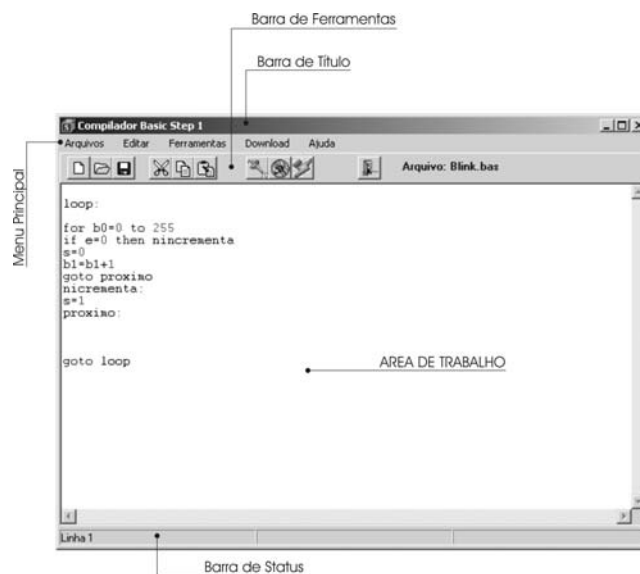 Barra de Ferramentas
Barra de Título
Compilador Basic Step 1
Arquivos Editar Ferramentas Download Ajuda
Arquivo: Blink.bas
Menu Principal
loop:
for b0=0 to 255
if e=0 then nincrementa
s=0
b1=b1+1
goto proximo
nicrementa:
s=1
proximo:
goto loop
AREA DE TRABALHO
Linha 1
Barra de Status